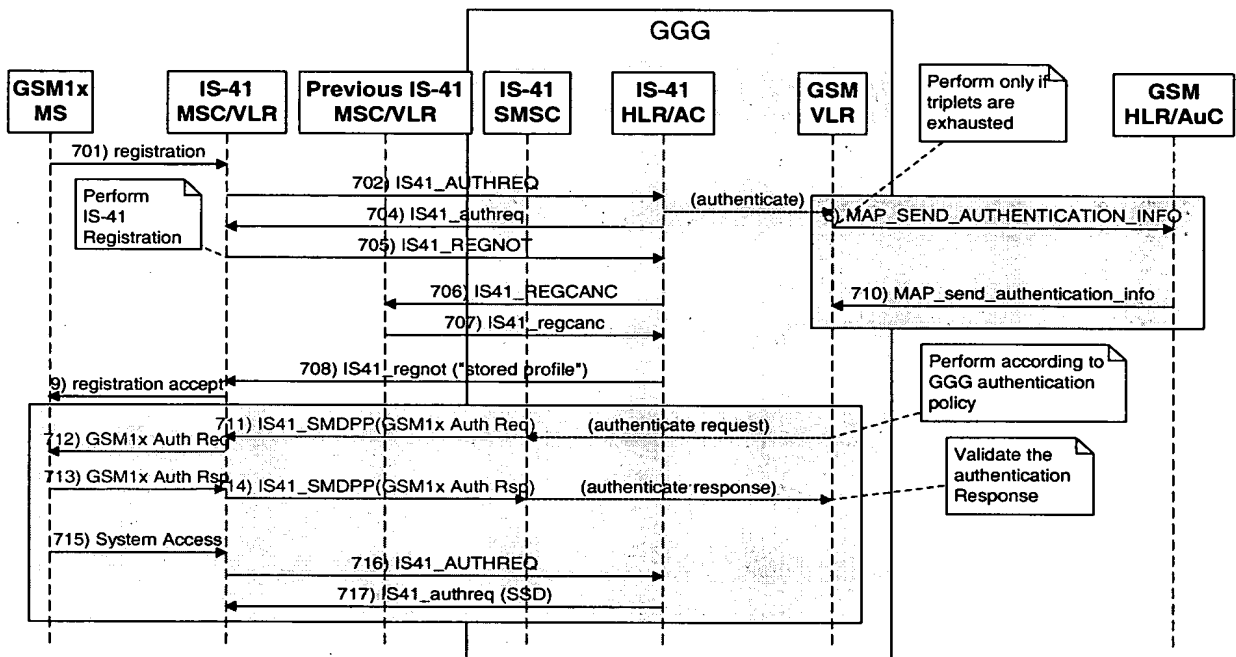 GGG
GSM1x
MS
IS-41
MSC/VLR
Previous IS-41
MSC/VLR
IS-41
SMSC
IS-41
HLR/AC
GSM
VLR
Perform only if
triplets are
exhausted
GSM
HLR/AuC
701) registration
Perform
IS-41
Registration
702) IS41_AUTHREQ
(authenticate)
704) IS41_authreq
3) MAP_SEND_AUTHENTICATION_INFO
705) IS41_REGNOT
706) IS41_REGCANC
710) MAP_send_authentication_info
707) IS41_regcanc
708) IS41_regnot ("stored profile")
Perform according to
GGG authentication
policy
9) registration accept
711) IS41_SMDPP(GSM1x Auth Req)
(authenticate request)
712) GSM1x Auth Req
Validate the
authentication
Response
713) GSM1x Auth Rsp
14) IS41_SMDPP(GSM1x Auth Rsp)
(authenticate response)
715) System Access
716) IS41_AUTHREQ
717) IS41_authreq (SSD)